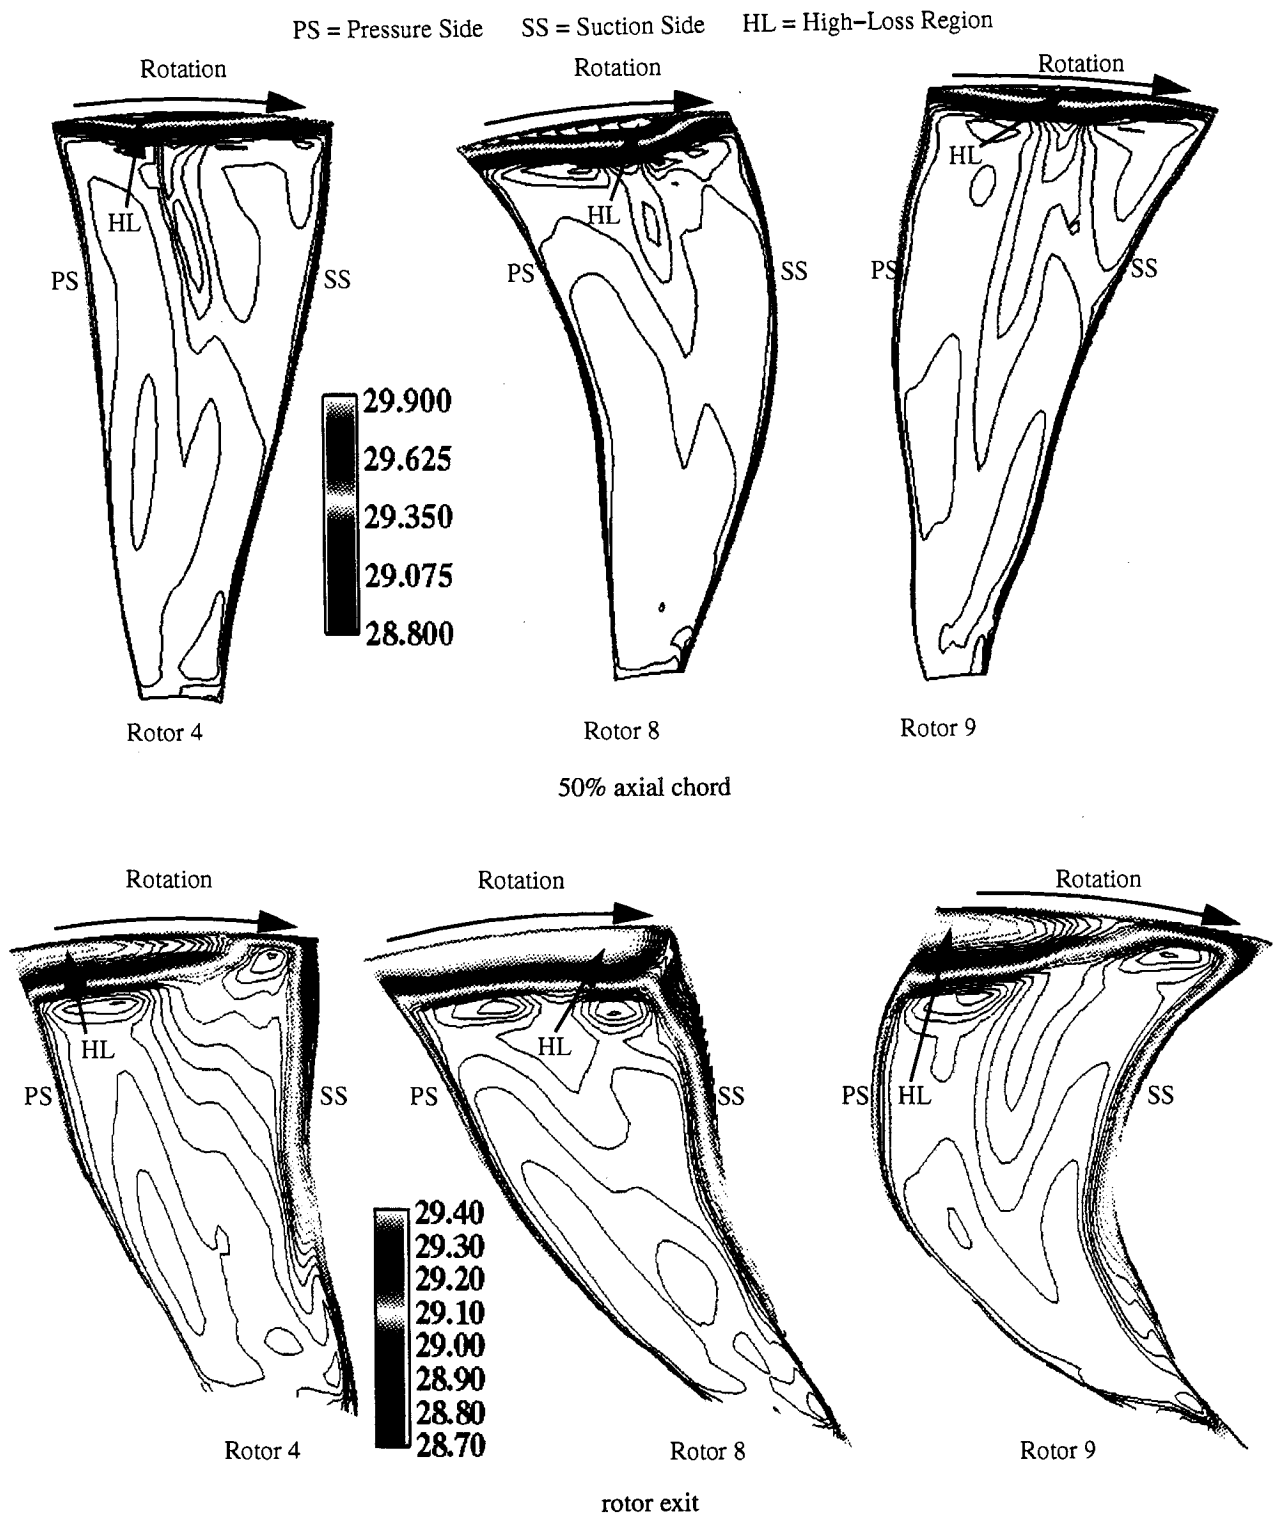 PS = Pressure Side SS = Suction Side HL = High-Loss Region
Rotation Rotation Rotation
HL HL HL
PS SS PS SS PS SS
29.900
29.625
29.350
29.075
28.800
Rotor 4 Rotor 8 Rotor 9
50% axial chord
Rotation Rotation Rotation
HL HL HL
PS SS PS SS PS SS
29.40
29.30
29.20
29.10
29.00
28.90
28.80
28.70
Rotor 4 Rotor 8 Rotor 9
rotor exit